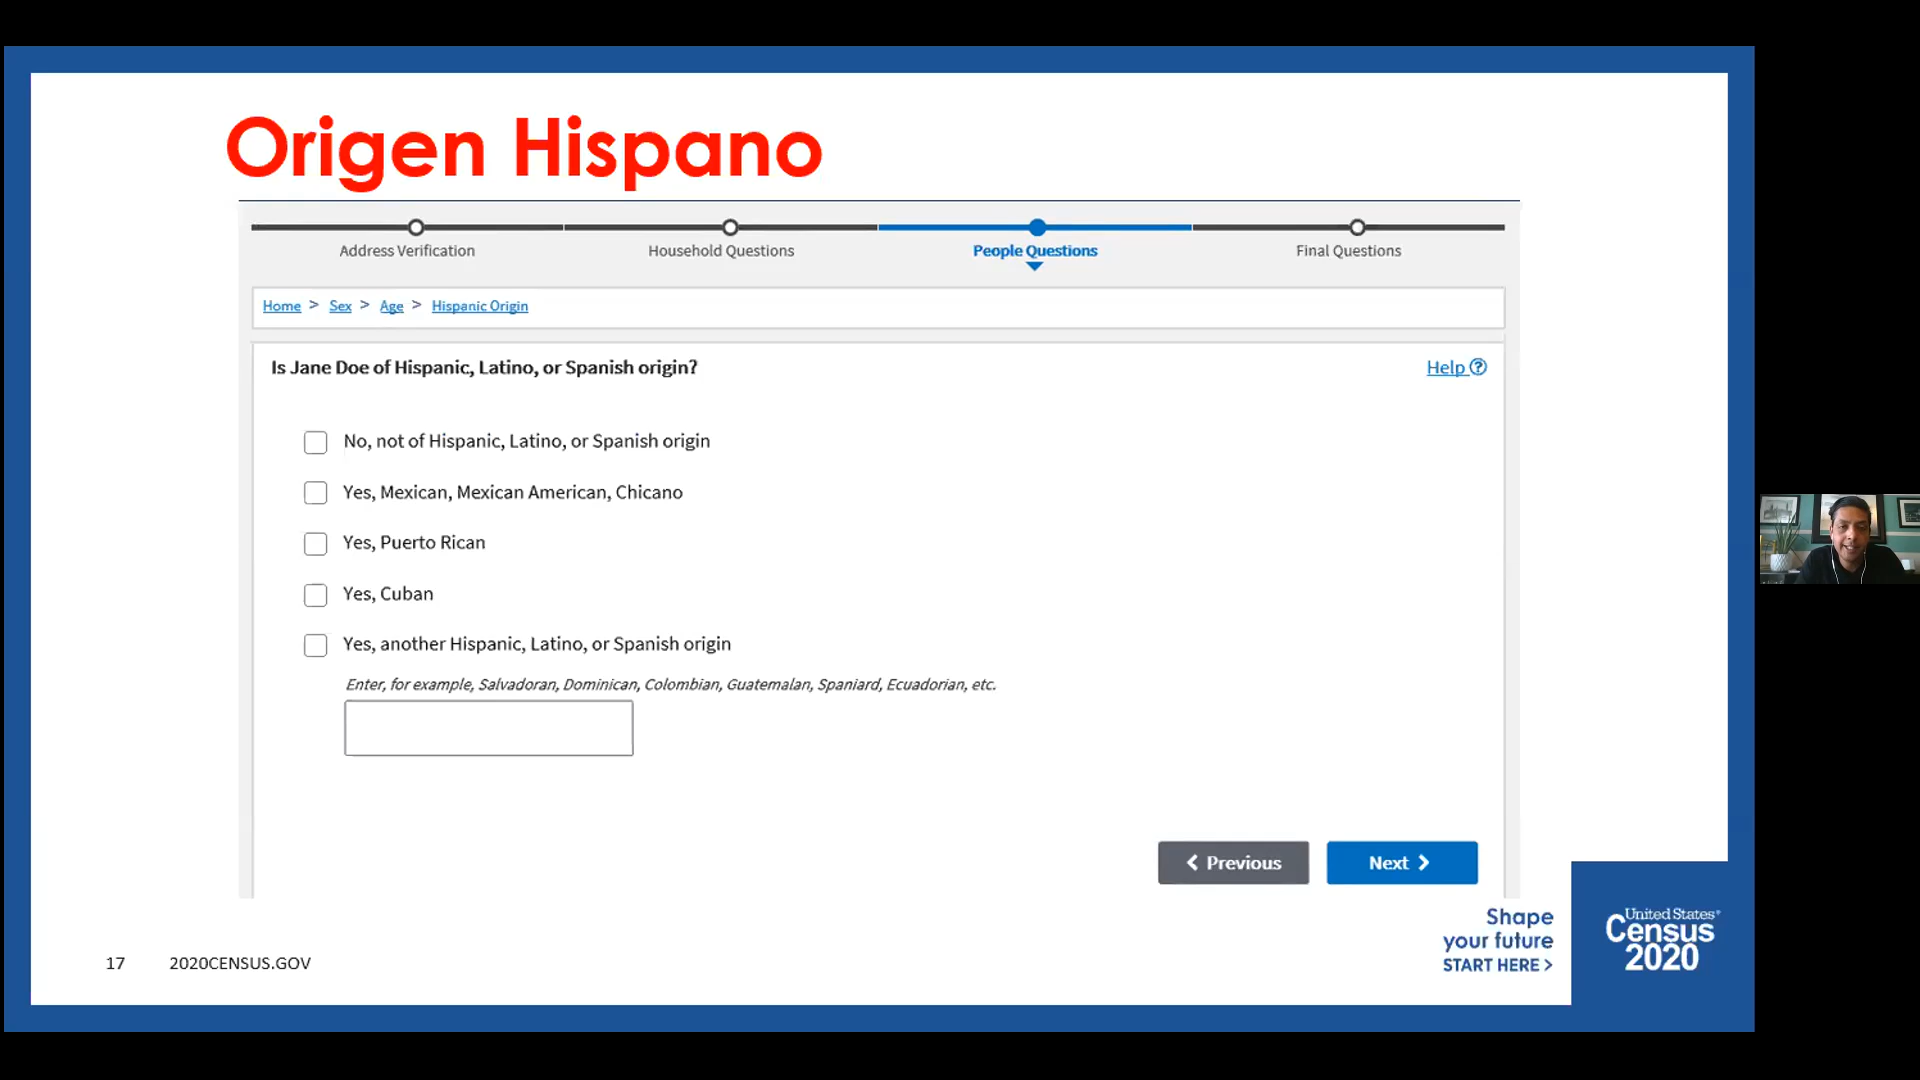 Origen Hispano
Address Verification
Household Questions
People Questions
Final Questions
Home > Sex > Age > Hispanic Origin
Is Jane Doe of Hispanic, Latino, or Spanish origin?
Help ?
No, not of Hispanic, Latino, or Spanish origin
Yes, Mexican, Mexican American, Chicano
Yes, Puerto Rican
Yes, Cuban
Yes, another Hispanic, Latino, or Spanish origin
Enter, for example, Salvadoran, Dominican, Colombian, Guatemalan, Spaniard, Ecuadorian, etc.
< Previous
Next >
Shape
your future
START HERE >
United States®
Census
2020
17
2020CENSUS.GOV